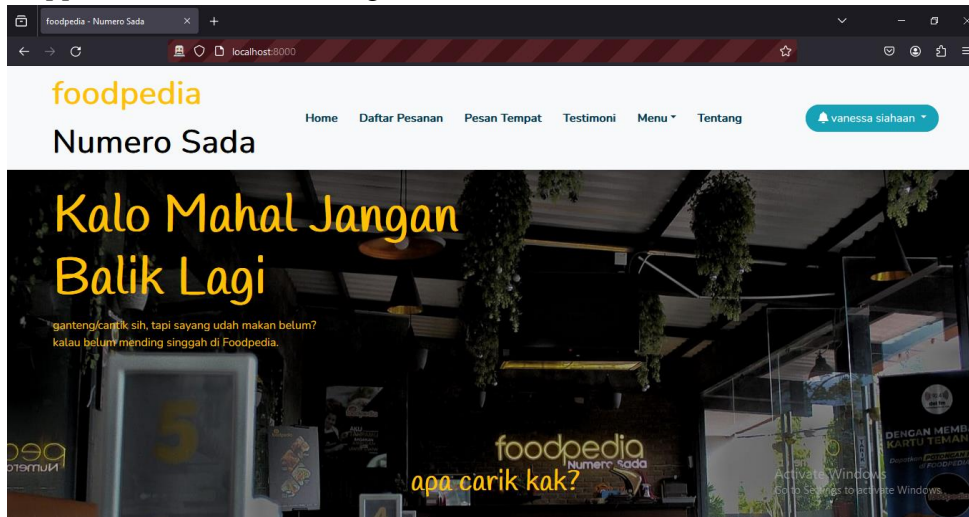 foodpedia - Numero Sada
localhost:8000
foodpedia
Numero Sada
Home Daftar Pesanan Pesan Tempat Testimoni Menu Tentang
vanessa siahaan
Kalo Mahal Jangan
Balik Lagi
ganteng/cantik sih, tapi sayang udah makan belum?
kalau belum mending singgah di Foodpedia.
5
foodpedia
Numero Sada
apa carik kak?
DENGAN MEMB
KARTU TEMAN
Activate Windows
Go to Settings to activate Windows.
4